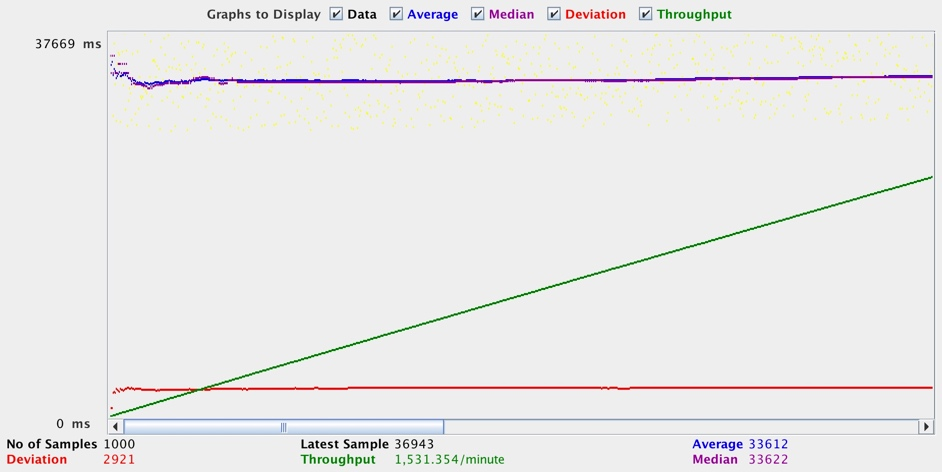 Graphs to Display Data Average Median Deviation Throughput
37669 ms
0 ms
No of Samples 1000 Latest Sample 36943 Average 33612
Deviation 2921 Throughput 1,531.354/minute Median 33622